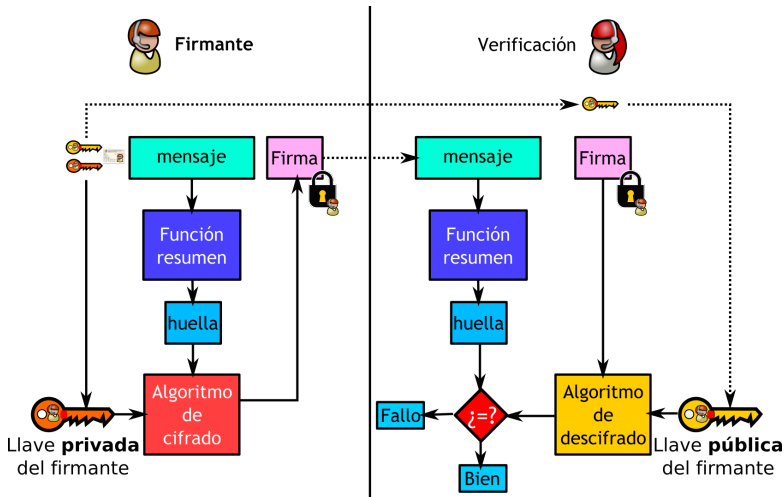 Firmante
mensaje
Firma
Función
resumen
huella
Algoritmo
de
cifrado
Llave privada
del firmante
Verificación
mensaje
Firma
Función
resumen
huella
¿=?
Fallo
Bien
Algoritmo
de
descifrado
Llave pública
del firmante